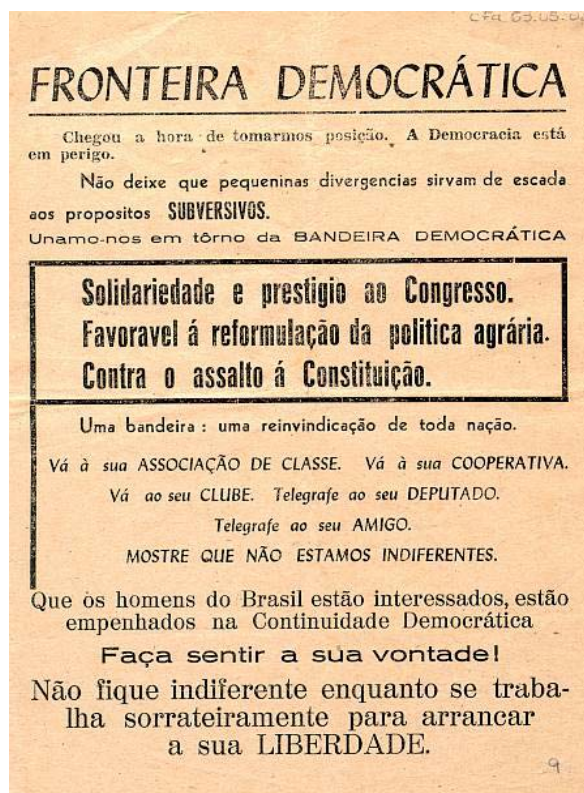 cfa 63.05.0
FRONTEIRA DEMOCRÁTICA
Chegou a hora de tomarmos posição. A Democracia está
em perigo.
Não deixe que pequeninas divergencias sirvam de escada
aos propositos SUBVERSIVOS.
Unamo-nos em tôrno da BANDEIRA DEMOCRÁTICA
Solidariedade e prestigio ao Congresso.
Favoravel á reformulação da politica agrária.
Contra o assalto á Constituição.
Uma bandeira : uma reinvindicação de toda nação.
Vá à sua ASSOCIAÇÃO DE CLASSE. Vá à sua COOPERATIVA.
Vá ao seu CLUBE. Telegrafe ao seu DEPUTADO.
Telegrafe ao seu AMIGO.
MOSTRE QUE NÃO ESTAMOS INDIFERENTES.
Que os homens do Brasil estão interessados, estão
empenhados na Continuidade Democrática
Faça sentir a sua vontade!
Não fique indiferente enquanto se traba-
lha sorrateiramente para arrancar
a sua LIBERDADE.
9